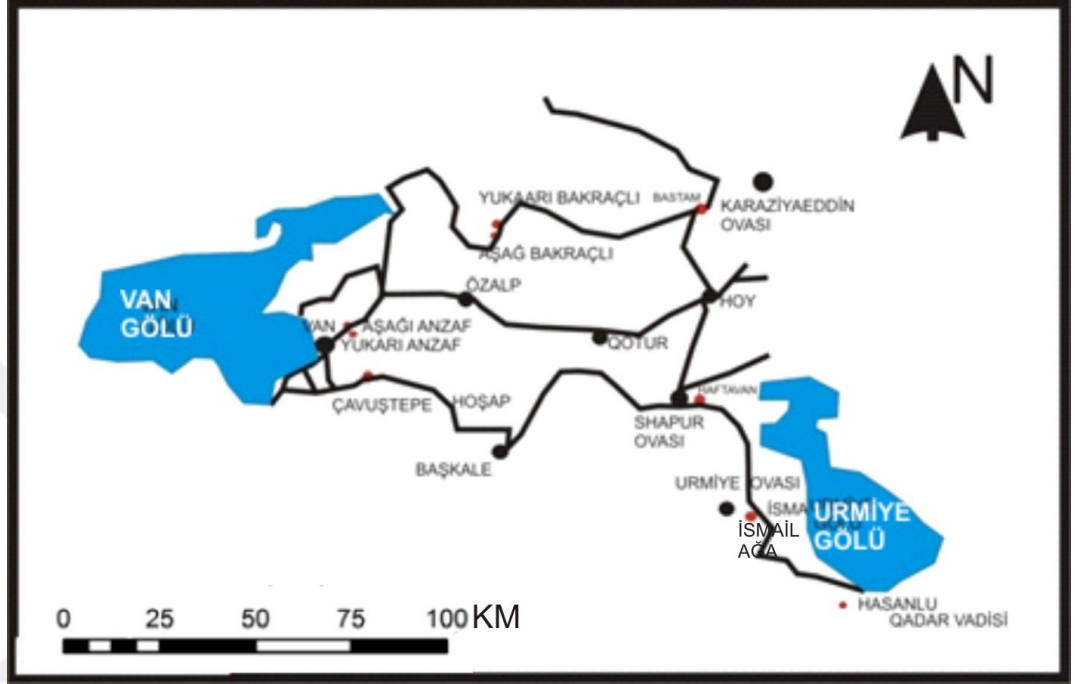 N
YUKAARI BAKRAÇLI
BASTAM
KARAZİYAEDDİN
OVASI
AŞAĞ BAKRAÇLI
ÖZALP
VAN
GÖLÜ
HOY
VAN
AŞAĞI ANZAF
YUKARI ANZAF
QOTUR
HAFTAVAN
ÇAVUŞTEPE
HOŞAP
SHAPUR
OVASI
BAŞKALE
URMİYE OVASI
URMİYE
GÖLÜ
İSMAİL
AĞA
HASANLU
QADAR VADİSİ
0 25 50 75 100 KM